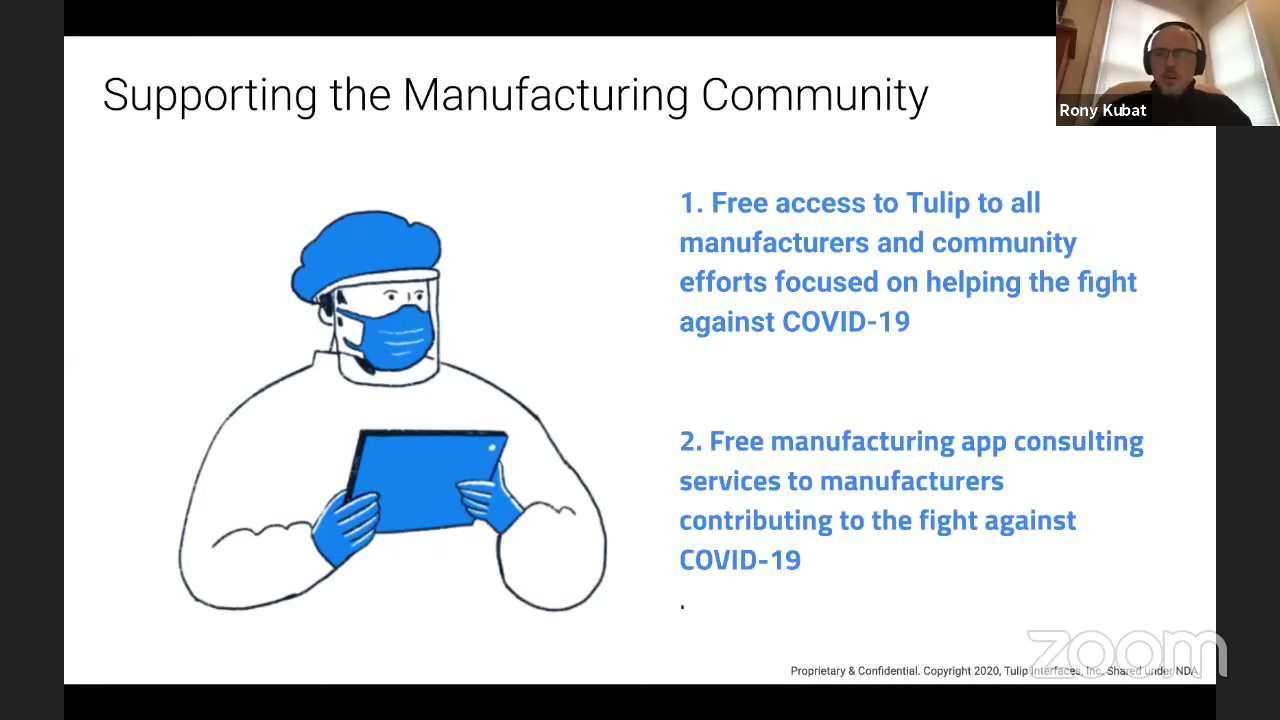 Supporting the Manufacturing Community
Rony Kubat
1. Free access to Tulip to all
manufacturers and community
efforts focused on helping the fight
against COVID-19
2. Free manufacturing app consulting
services to manufacturers
contributing to the fight against
COVID-19
.
zoom
Proprietary & Confidential. Copyright 2020, Tulip Interfaces, Inc. Shared under NDA.